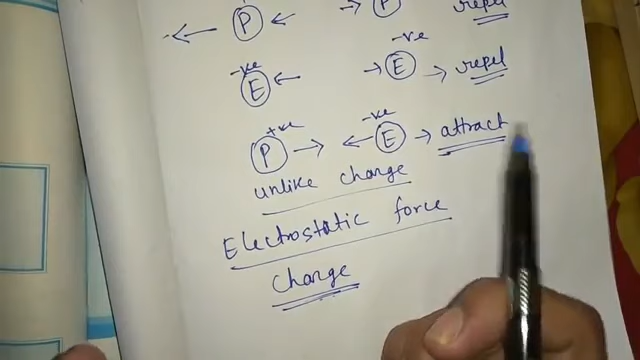 P P repel
-ve -ve
E E repel
+ve -ve
P E attract
unlike charge
Electrostatic force
charge